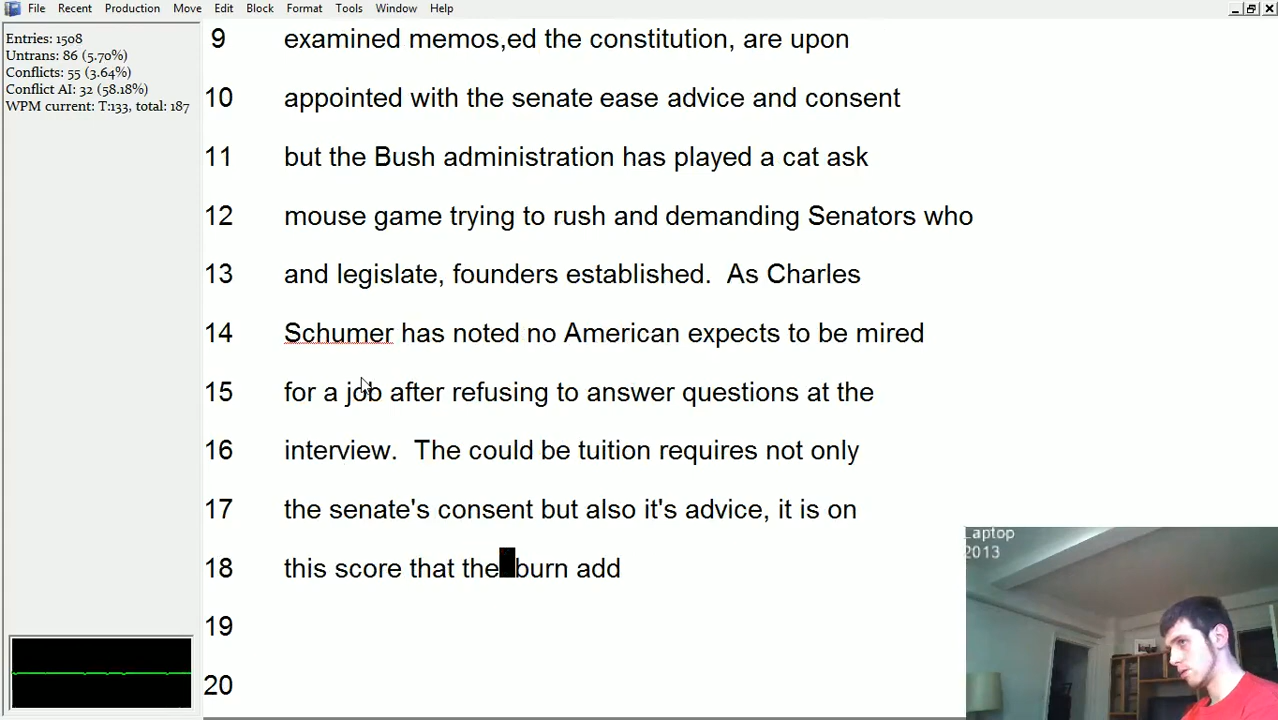 File Recent Production Move Edit Block Format Tools Window Help
Entries: 1508
Untrans: 86 (5.70%)
Conflicts: 55 (3.64%)
Conflict AI: 32 (58.18%)
WPM current: T:133, total: 187
9 examined memos,ed the constitution, are upon
10 appointed with the senate ease advice and consent
11 but the Bush administration has played a cat ask
12 mouse game trying to rush and demanding Senators who
13 and legislate, founders established. As Charles
14 Schumer has noted no American expects to be mired
15 for a job after refusing to answer questions at the
16 interview. The could be tuition requires not only
17 the senate's consent but also it's advice, it is on
18 this score that the burn add
19
20
Laptop
2013